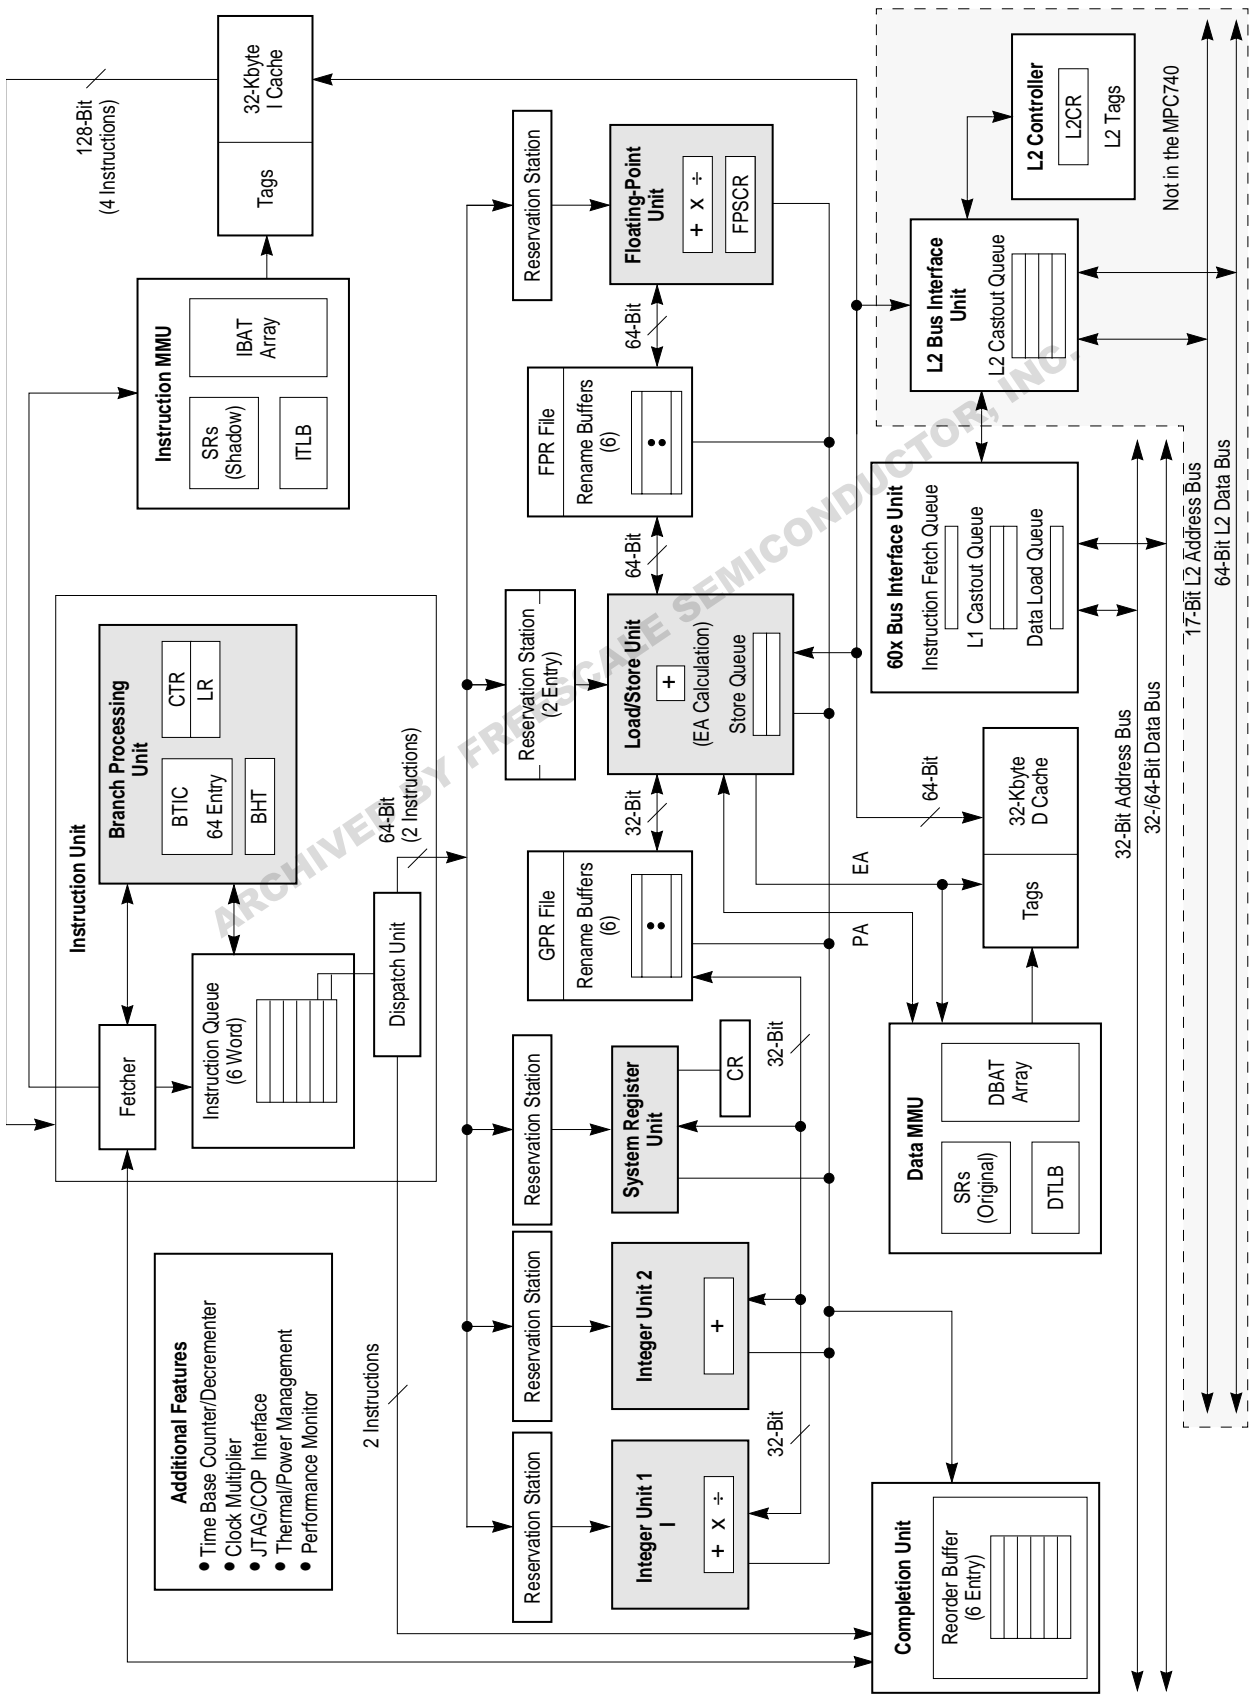 Additional Features
• Time Base Counter/Decrementer
• Clock Multiplier
• JTAG/COP Interface
• Thermal/Power Management
• Performance Monitor
Instruction Unit
Fetcher
Instruction Queue
(6 Word)
Branch Processing
Unit
BTIC
64 Entry
BHT
CTR
LR
Dispatch Unit
64-Bit
(2 Instructions)
2 Instructions
Instruction MMU
SRs
(Shadow)
ITLB
IBAT
Array
128-Bit
(4 Instructions)
Tags
32-Kbyte
I Cache
Reservation Station
Reservation Station
Reservation Station
Reservation Station
(2 Entry)
Reservation Station
Integer Unit 1
I
+ x ÷
Integer Unit 2
+
System Register
Unit
CR
32-Bit
32-Bit
GPR File
Rename Buffers
(6)
32-Bit
Load/Store Unit
+
(EA Calculation)
Store Queue
64-Bit
FPR File
Rename Buffers
(6)
64-Bit
Floating-Point
Unit
+ x ÷
FPSCR
PA
EA
64-Bit
Completion Unit
Reorder Buffer
(6 Entry)
Data MMU
SRs
(Original)
DTLB
DBAT
Array
Tags
32-Kbyte
D Cache
60x Bus Interface Unit
Instruction Fetch Queue
L1 Castout Queue
Data Load Queue
L2 Bus Interface
Unit
L2 Castout Queue
L2 Controller
L2CR
L2 Tags
Not in the MPC740
32-Bit Address Bus
32-/64-Bit Data Bus
17-Bit L2 Address Bus
64-Bit L2 Data Bus
ARCHIVED BY FREESCALE SEMICONDUCTOR, INC.